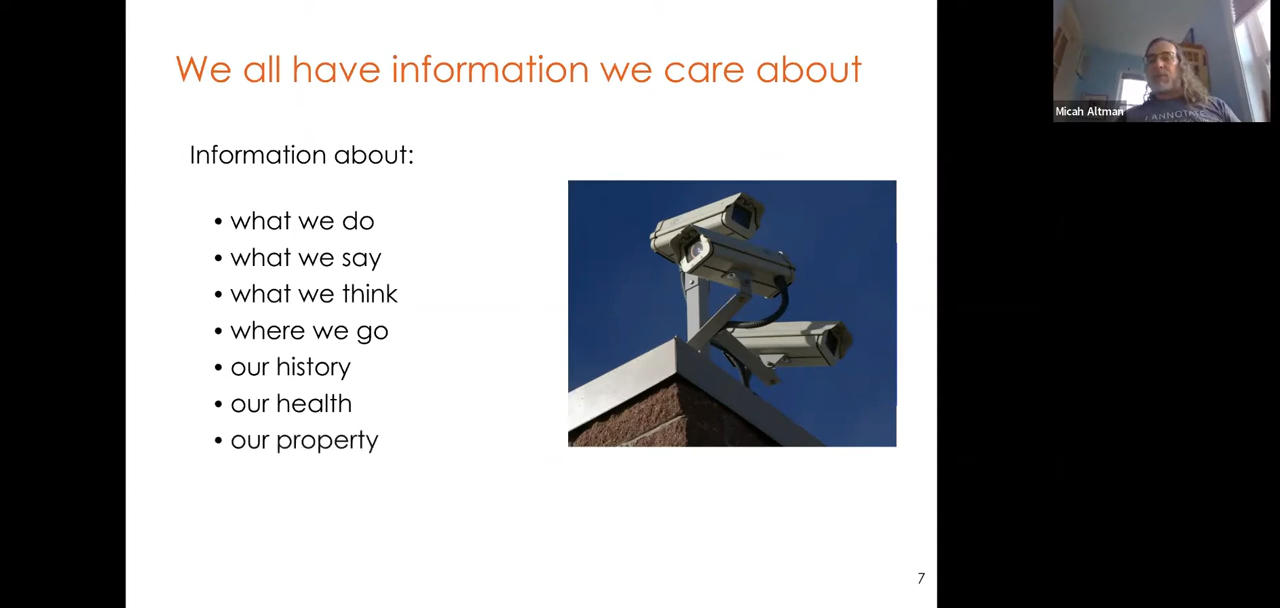 We all have information we care about
Information about:
• what we do
• what we say
• what we think
• where we go
• our history
• our health
• our property
7
Micah Altman
I ANNOTATE